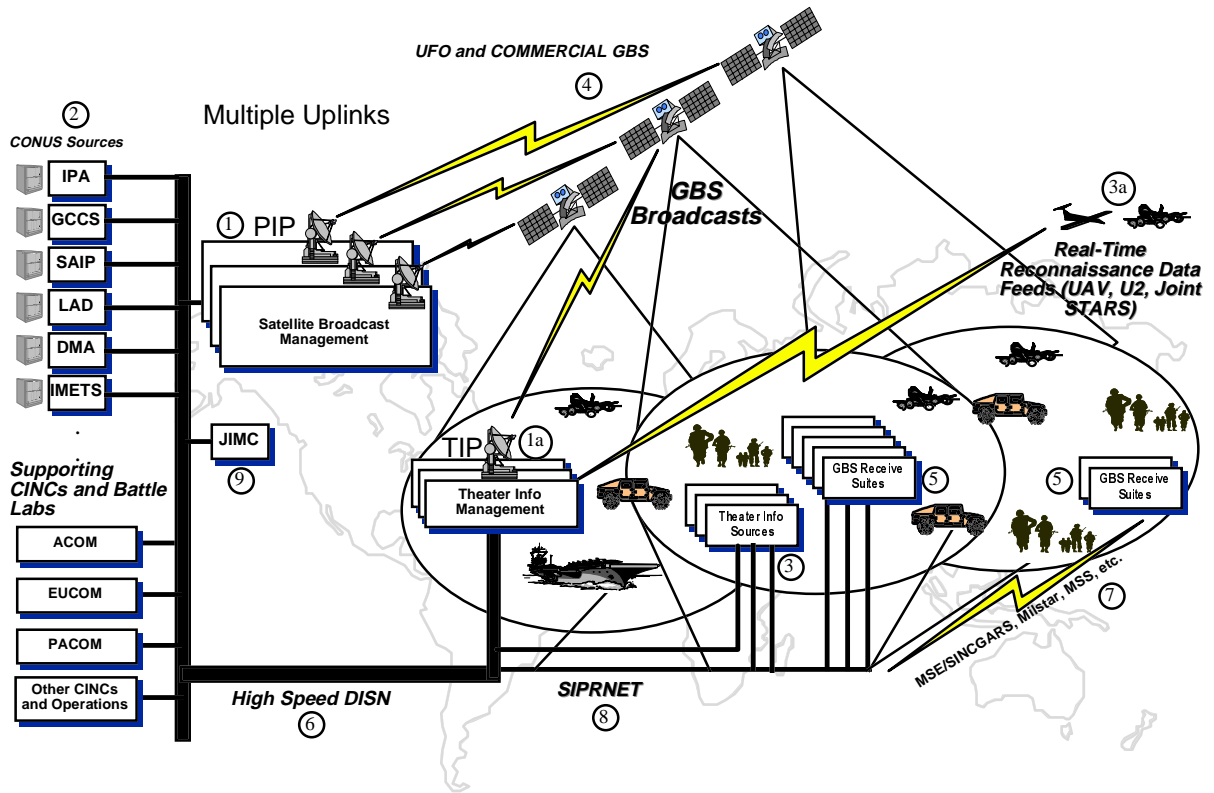 UFO and COMMERCIAL GBS
4
2
CONUS Sources
Multiple Uplinks
IPA
GCCS
SAIP
LAD
DMA
IMETS
.
.
1
PIP
Satellite Broadcast
Management
GBS
Broadcasts
3a
Real-Time
Reconnaissance Data
Feeds (UAV, U2, Joint
STARS)
JIMC
9
Supporting
CINCs and Battle
Labs
ACOM
EUCOM
PACOM
Other CINCs
and Operations
TIP
1a
Theater Info
Management
GBS Receive
Suites
5
Theater Info
Sources
3
5
GBS Receive
Suites
MSE/SINCGARS, Milstar, MSS, etc.
7
High Speed DISN
6
SIPRNET
8